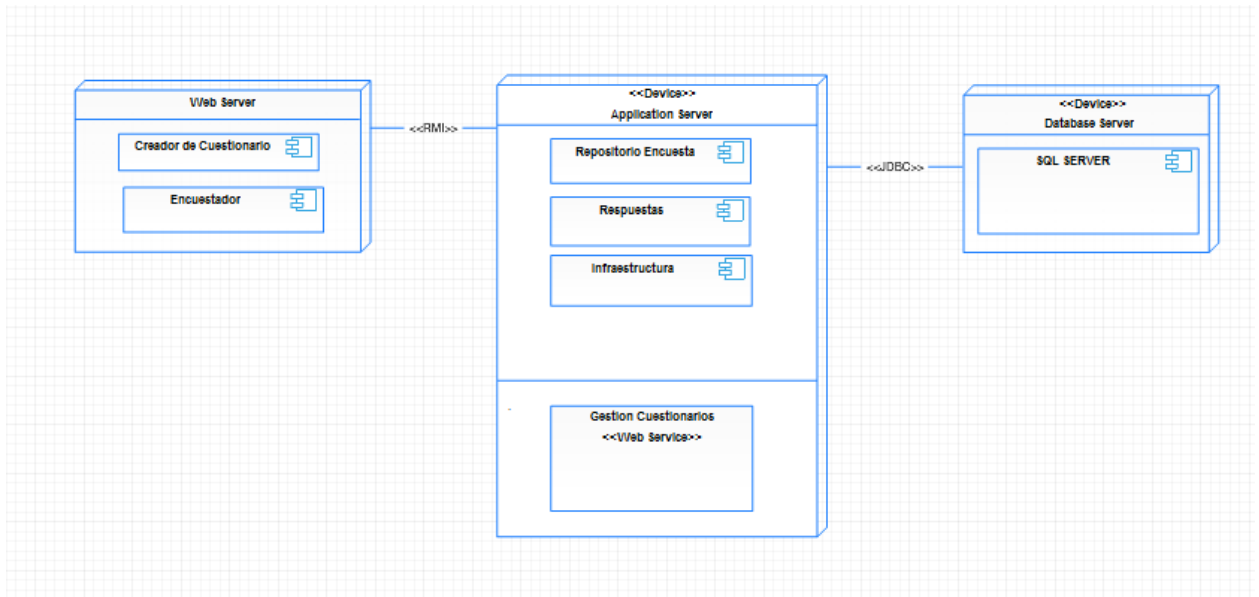 Web Server
Creador de Cuestionario
Encuestador
<<RMI>>
<<Device>>
Application Server
Repositorio Encuesta
Respuestas
Infraestructura
Gestion Cuestionarios
<<Web Service>>
<<JDBC>>
<<Device>>
Database Server
SQL SERVER